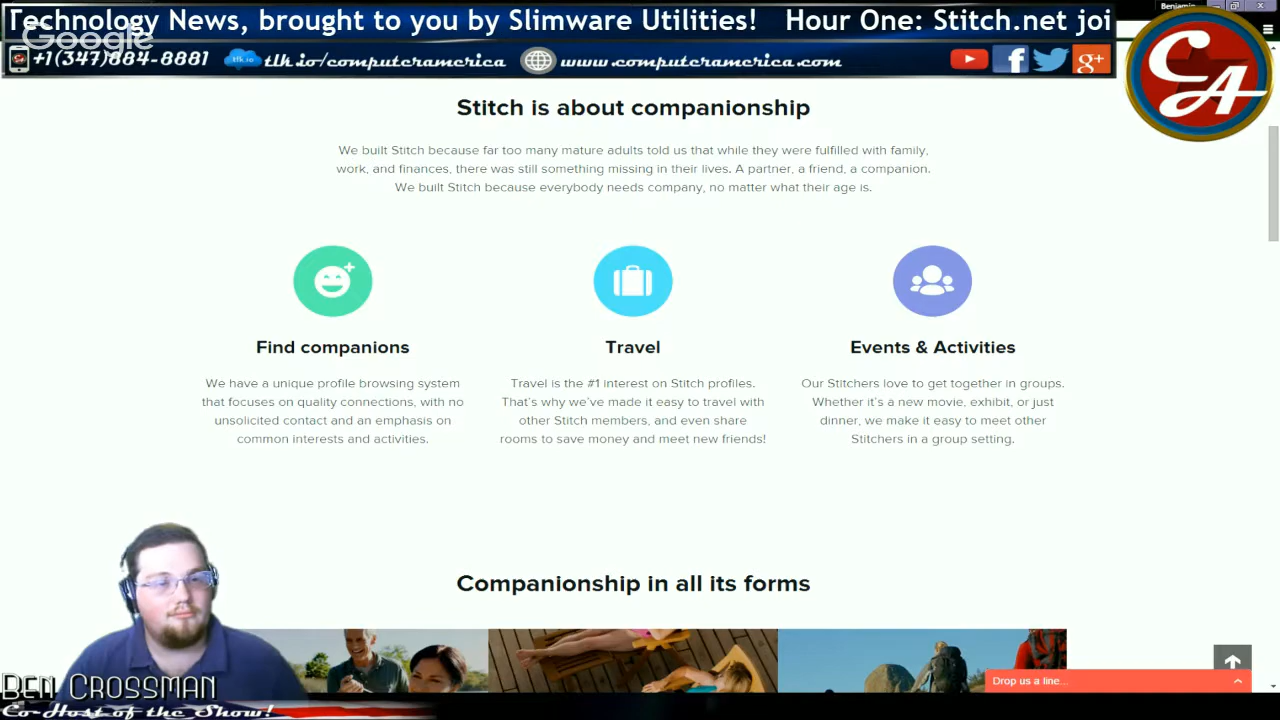 Technology News, brought to you by Slimware Utilities! Hour One: Stitch.net joi
Benjamin
Google
+1(347)884-8881 tlk.io tlk.io/computeramerica www.computeramerica.com
f g+
CA
Stitch is about companionship
We built Stitch because far too many mature adults told us that while they were fulfilled with family,
work, and finances, there was still something missing in their lives. A partner, a friend, a companion.
We built Stitch because everybody needs company, no matter what their age is.
Find companions
We have a unique profile browsing system
that focuses on quality connections, with no
unsolicited contact and an emphasis on
common interests and activities.
Travel
Travel is the #1 interest on Stitch profiles.
That's why we've made it easy to travel with
other Stitch members, and even share
rooms to save money and meet new friends!
Events & Activities
Our Stitchers love to get together in groups.
Whether it's a new movie, exhibit, or just
dinner, we make it easy to meet other
Stitchers in a group setting.
Companionship in all its forms
Drop us a line...
Ben Crossman
Co-Host of the Show!